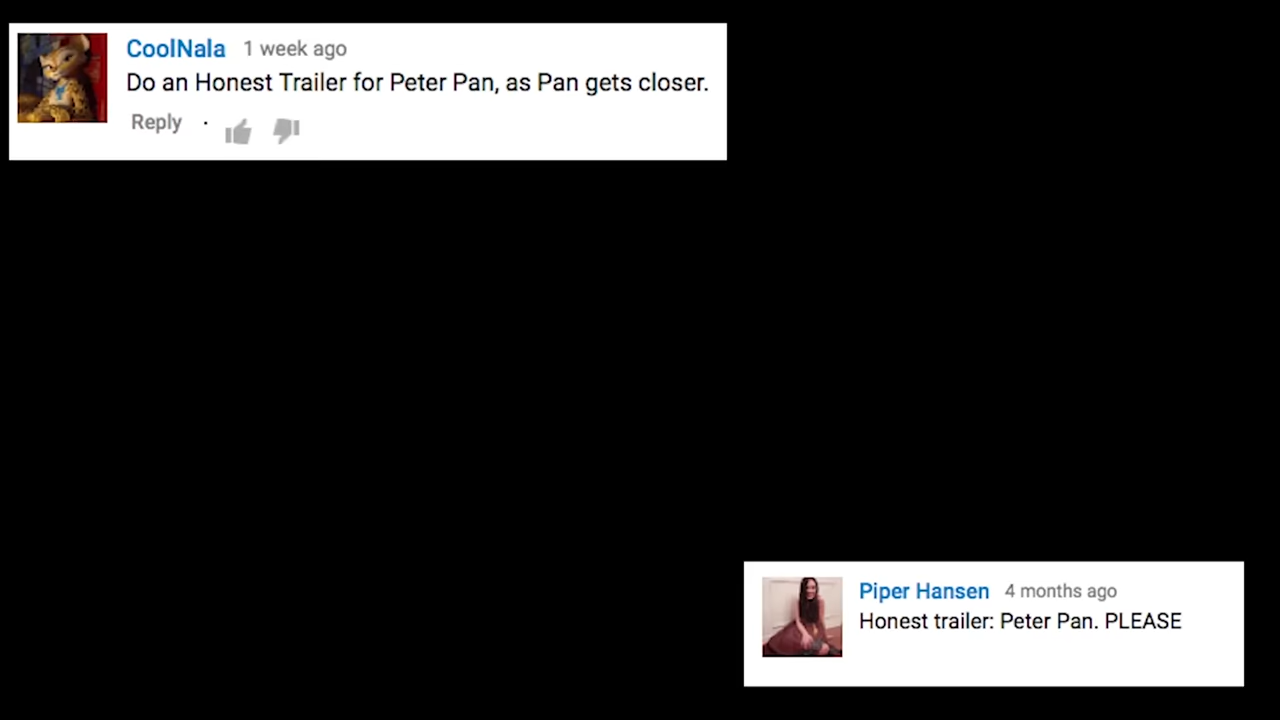 CoolNala 1 week ago
Do an Honest Trailer for Peter Pan, as Pan gets closer.
Reply ·
Piper Hansen 4 months ago
Honest trailer: Peter Pan. PLEASE